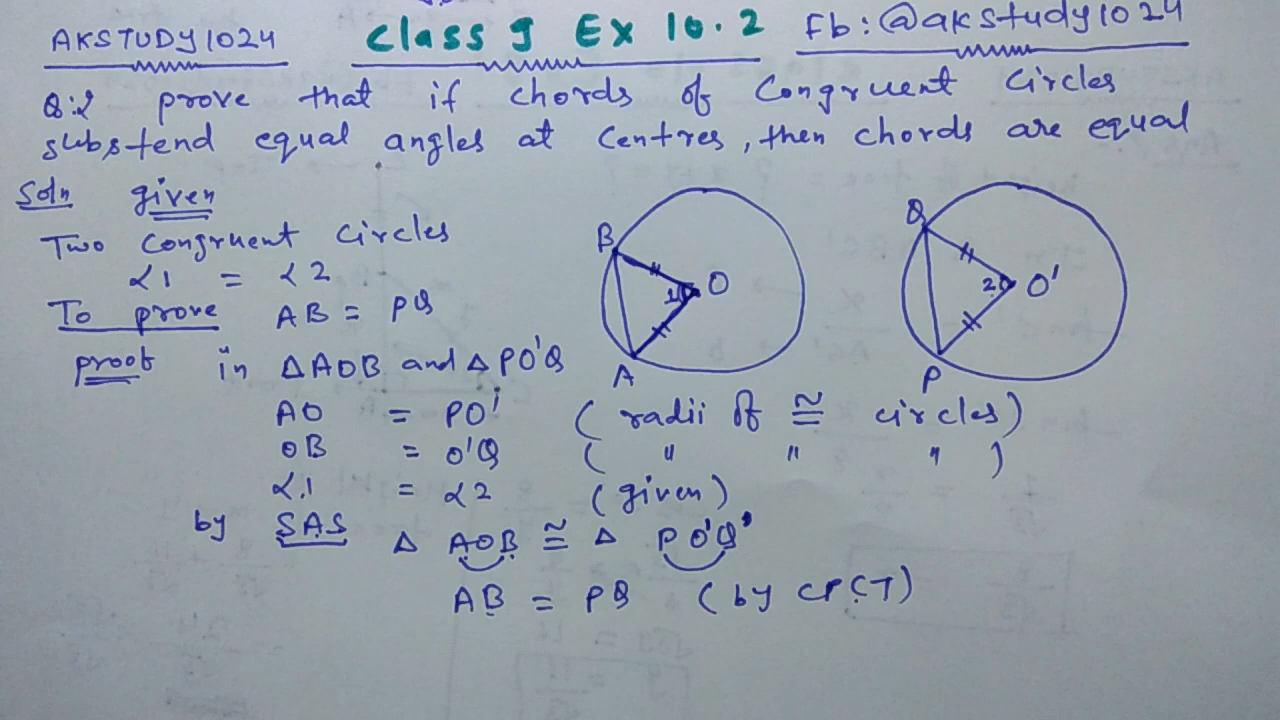 AKSTUDY1024 Class 9 Ex 10.2 Fb:@akstudy1024
Q:2 prove that if chords of Congruent Circles
substend equal angles at Centres, then chords are equal
Soln given
Two Congruent Circles
∠1 = ∠2
To prove AB = PQ
proof in ΔAOB and Δ PO'Q
AO = PO' (radii of ≅ circles)
OB = O'Q ( " " " )
∠1 = ∠2 (given)
by SAS Δ AOB ≅ Δ PO'Q
AB = PQ (by CPCT)
B
1 O
A
Q
2 O'
P